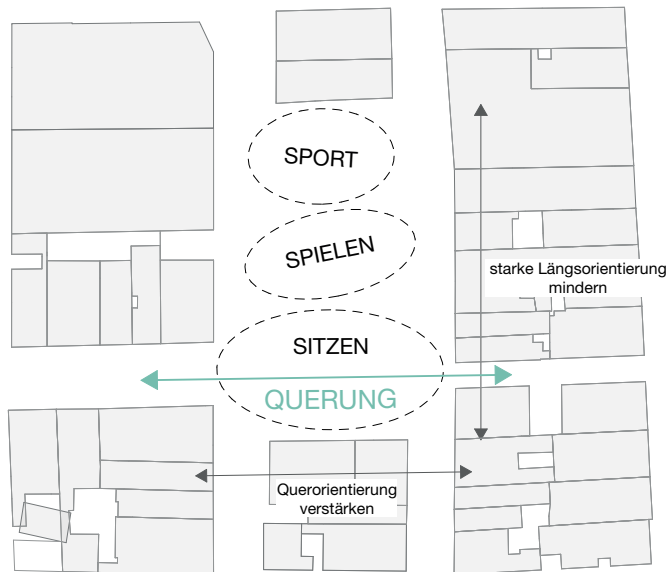 SPORT
SPIELEN
starke Längsorientierung
mindern
SITZEN
QUERUNG
Querorientierung
verstärken